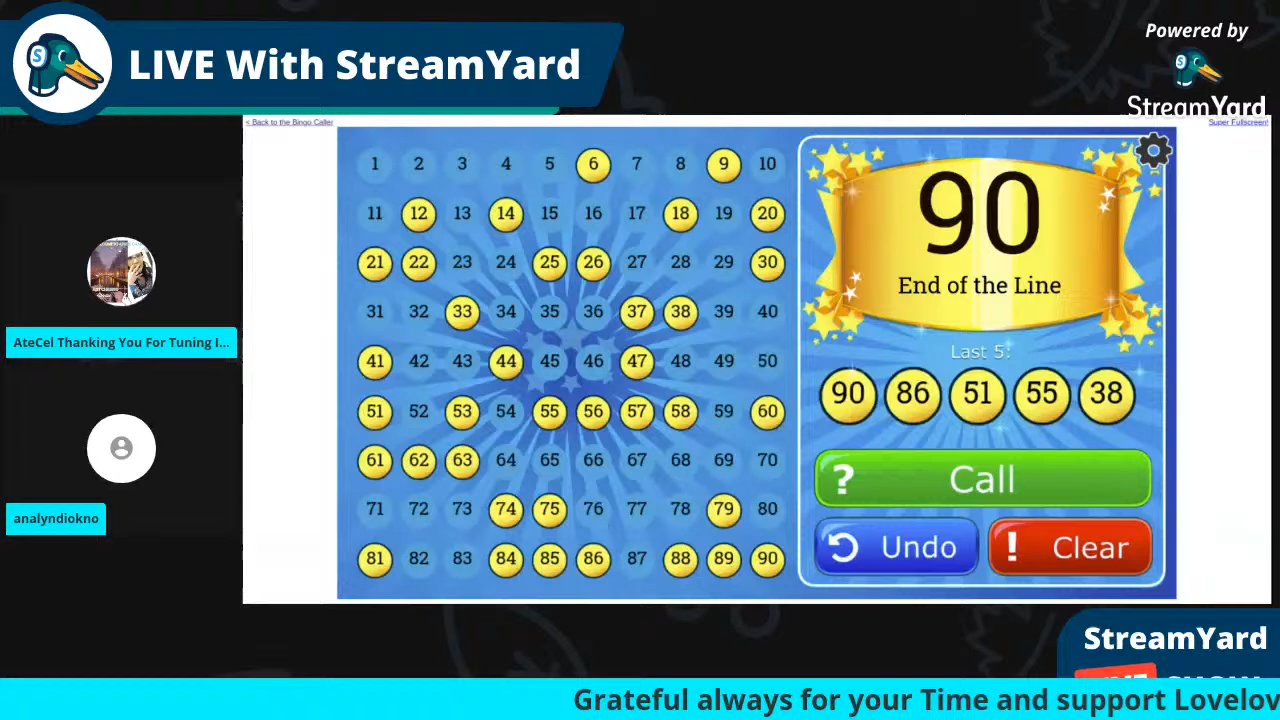 LIVE With StreamYard
Powered by
StreamYard
< Back to the Bingo Caller
Super Fullscreen!
1 2 3 4 5 6 7 8 9 10
11 12 13 14 15 16 17 18 19 20
21 22 23 24 25 26 27 28 29 30
31 32 33 34 35 36 37 38 39 40
41 42 43 44 45 46 47 48 49 50
51 52 53 54 55 56 57 58 59 60
61 62 63 64 65 66 67 68 69 70
71 72 73 74 75 76 77 78 79 80
81 82 83 84 85 86 87 88 89 90
90
End of the Line
Last 5:
90 86 51 55 38
? Call
Undo
! Clear
AteCel Thanking You For Tuning I...
analyndiokno
StreamYard
Grateful always for your Time and support Lovelov